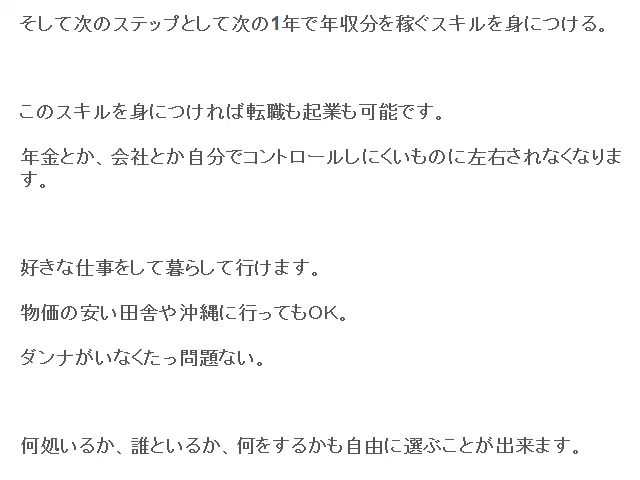 そして次のステップとして次の1年で年収分を稼ぐスキルを身につける。
このスキルを身につければ転職も起業も可能です。
年金とか、会社とか自分でコントロールしにくいものに左右されなくなりま
す。
好きな仕事をして暮らして行けます。
物価の安い田舎や沖縄に行ってもOK。
ダンナがいなくたっ問題ない。
何処いるか、誰といるか、何をするかも自由に選ぶことが出来ます。